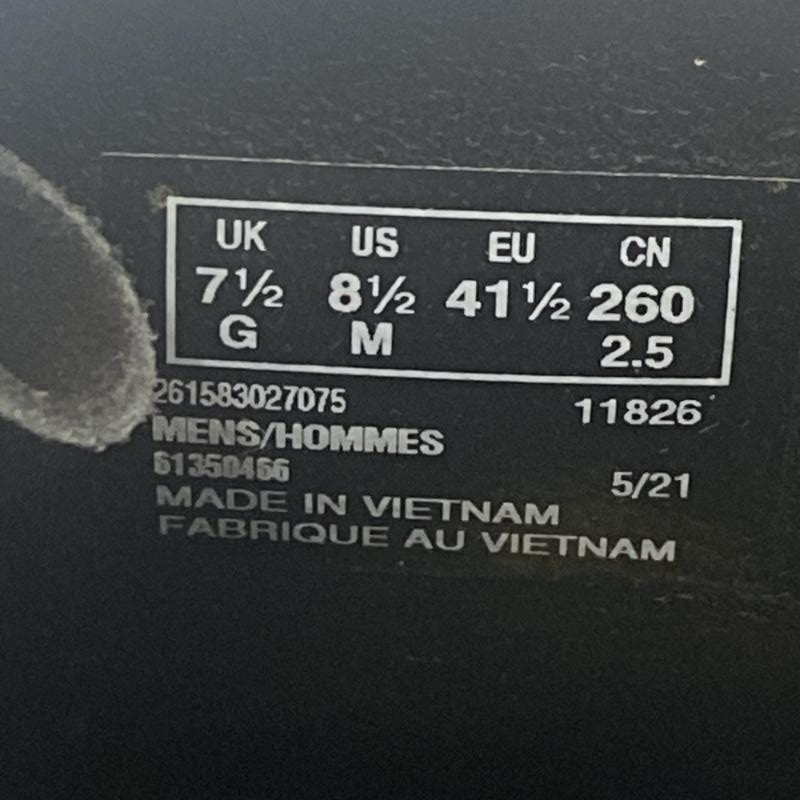 UK US EU CN
7½ 8½ 41½ 260
G M 2.5
261583027075 11826
MENS/HOMMES
61350466 5/21
MADE IN VIETNAM
FABRIQUE AU VIETNAM